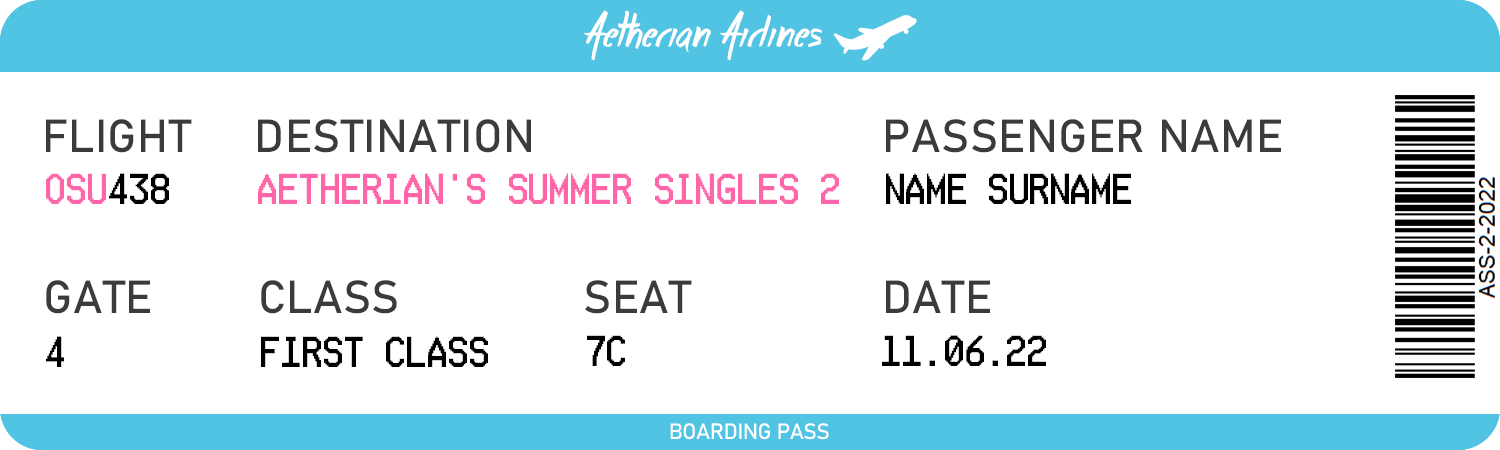 Aetherian Airlines
FLIGHT DESTINATION PASSENGER NAME
OSU438 AETHERIAN'S SUMMER SINGLES 2 NAME SURNAME
GATE CLASS SEAT DATE
4 FIRST CLASS 7C 11.06.22
ASS-2-2022
BOARDING PASS